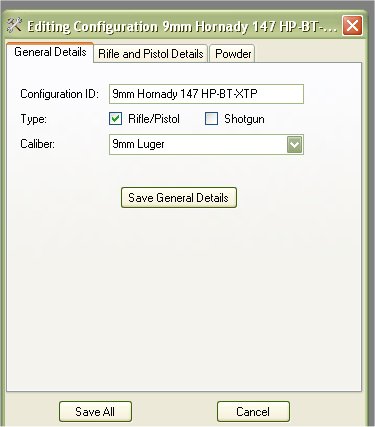 Editing Configuration 9mm Hornady 147 HP-BT-...
General Details Rifle and Pistol Details Powder
Configuration ID: 9mm Hornady 147 HP-BT-XTP
Type: Rifle/Pistol Shotgun
Caliber: 9mm Luger
Save General Details
Save All Cancel